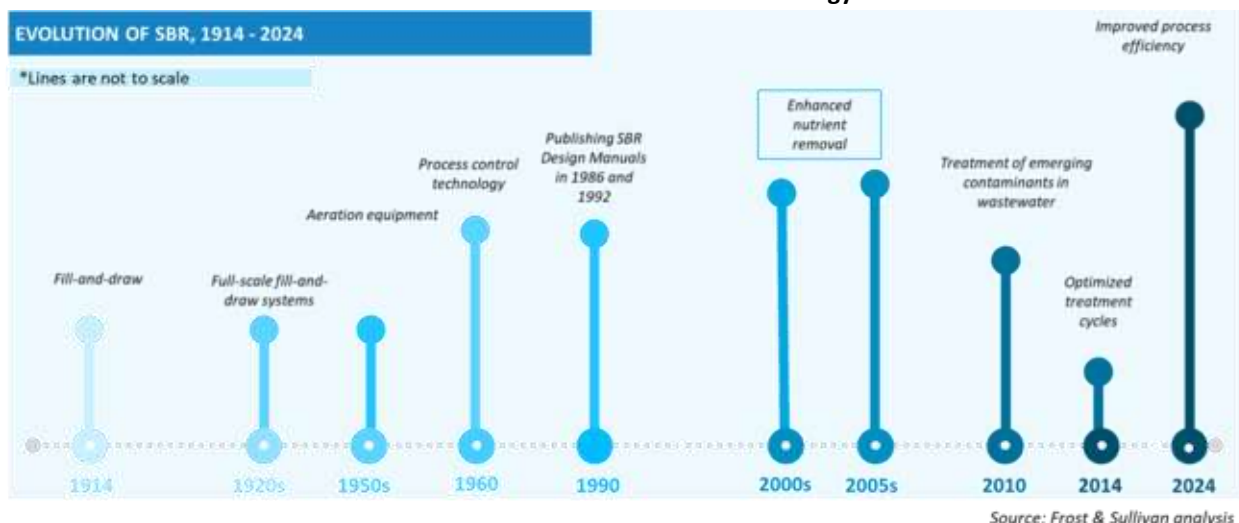 EVOLUTION OF SBR, 1914 - 2024
*Lines are not to scale
Fill-and-draw
Full-scale fill-and-
draw systems
Aeration equipment
Process control
technology
Publishing SBR
Design Manuals
in 1986 and
1992
Enhanced
nutrient
removal
Treatment of emerging
contaminants in
wastewater
Optimized
treatment
cycles
Improved process
efficiency
1914
1920s
1950s
1960
1990
2000s
2005s
2010
2014
2024
Source: Frost & Sullivan analysis